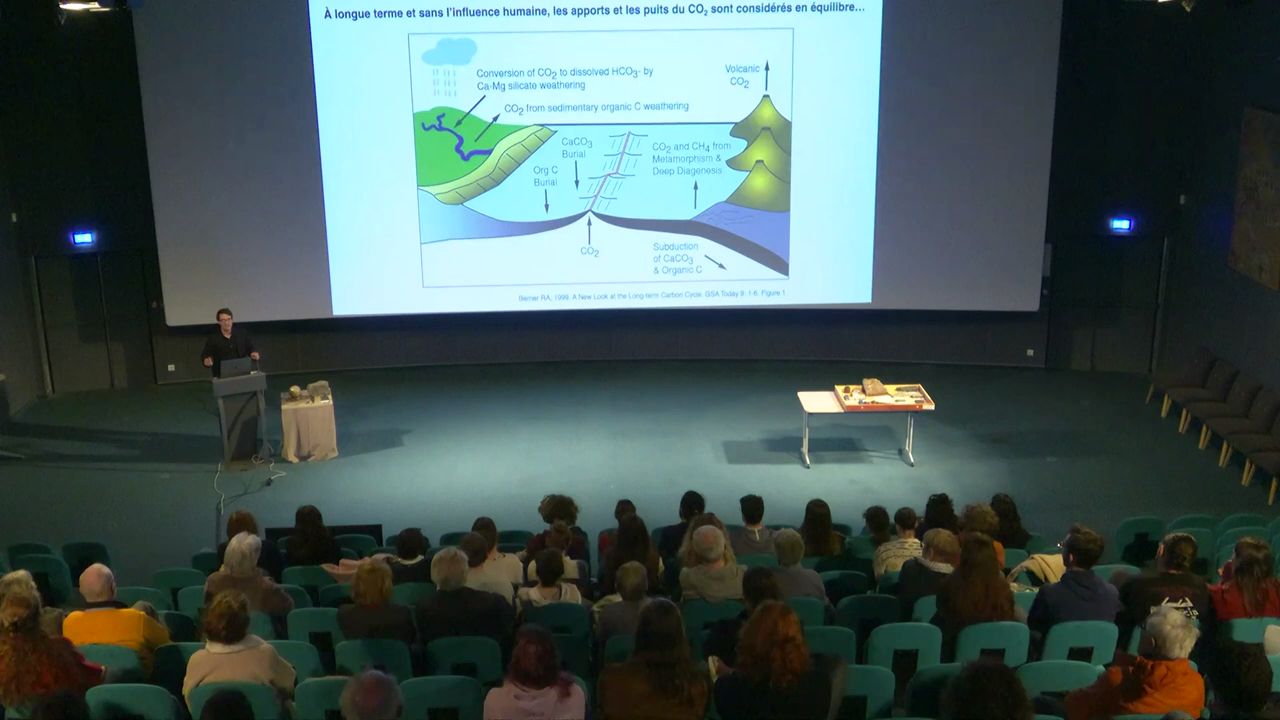 À longue terme et sans l'influence humaine, les apports et les puits du CO₂ sont considérés en équilibre…
Conversion of CO₂ to dissolved HCO₃- by
Ca-Mg silicate weathering
Volcanic
CO₂
CO₂ from sedimentary organic C weathering
CaCO₃
Burial
CO₂ and CH₄ from
Metamorphism &
Deep Diagenesis
Org C
Burial
CO₂
Subduction
of CaCO₃
& Organic C
Berner RA, 1999. A New Look at the Long-term Carbon Cycle. GSA Today 9: 1-6. Figure 1